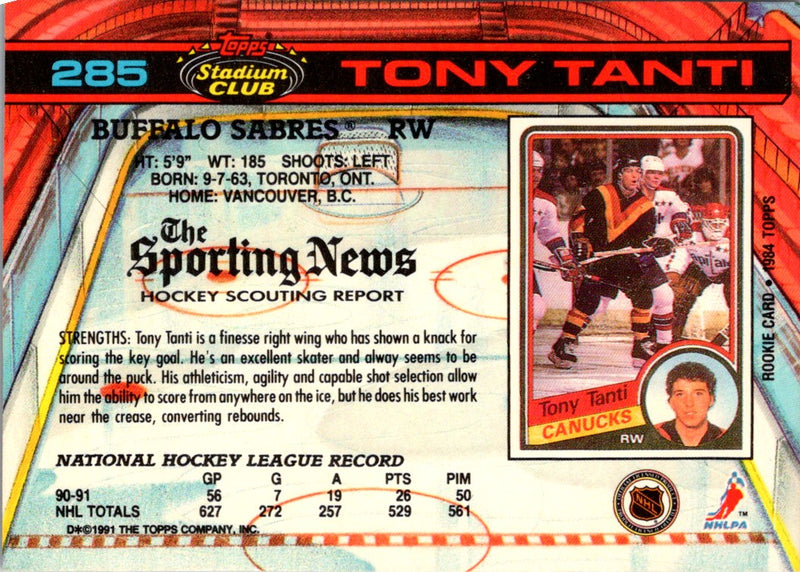 285
Topps
Stadium
CLUB
TONY TANTI
BUFFALO SABRES® RW
HT: 5'9" WT: 185 SHOOTS: LEFT
BORN: 9-7-63, TORONTO, ONT.
HOME: VANCOUVER, B.C.
The
Sporting News
HOCKEY SCOUTING REPORT
STRENGTHS: Tony Tanti is a finesse right wing who has shown a knack for
scoring the key goal. He's an excellent skater and alway seems to be
around the puck. His athleticism, agility and capable shot selection allow
him the ability to score from anywhere on the ice, but he does his best work
near the crease, converting rebounds.
Tony Tanti
CANUCKS
RW
ROOKIE CARD • 1984 TOPPS
NATIONAL HOCKEY LEAGUE RECORD
GP G A PTS PIM
90-91 56 7 19 26 50
NHL TOTALS 627 272 257 529 561
D*©1991 THE TOPPS COMPANY, INC.
NHL
NHLPA
TM